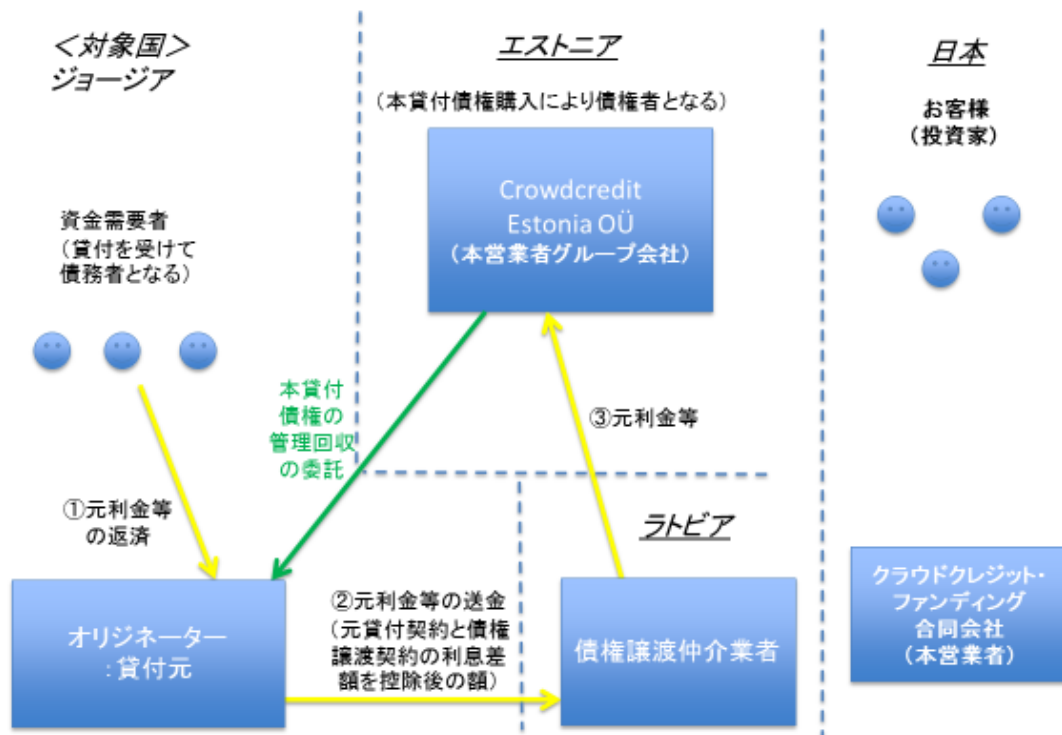 ＜対象国＞
ジョージア
資金需要者
（貸付を受けて
債務者となる）
①元利金等
の返済
オリジネーター
：貸付元
エストニア
（本貸付債権購入により債権者となる）
Crowdcredit
Estonia OÜ
（本営業者グループ会社）
本貸付
債権の
管理回収
の委託
③元利金等
②元利金等の送金
（元貸付契約と債権
譲渡契約の利息差
額を控除後の額）
ラトビア
債権譲渡仲介業者
日本
お客様
（投資家）
クラウドクレジット・
ファンディング
合同会社
（本営業者）